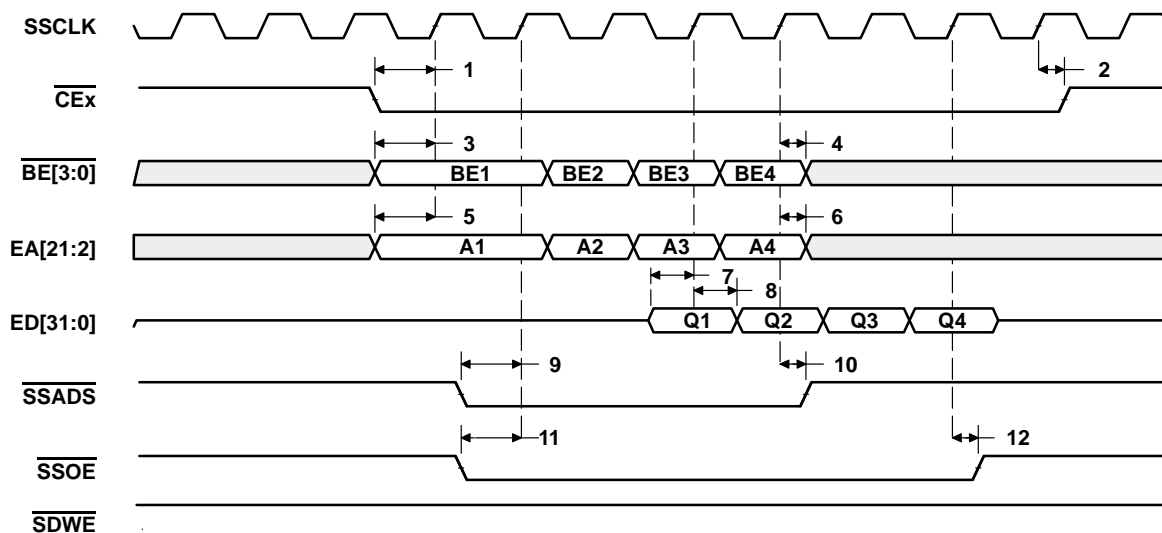 SSCLK
1 2
CEx
3 4
BE[3:0] BE1 BE2 BE3 BE4
5 6
EA[21:2] A1 A2 A3 A4
7
8
ED[31:0] Q1 Q2 Q3 Q4
9 10
SSADS
11 12
SSOE
SDWE